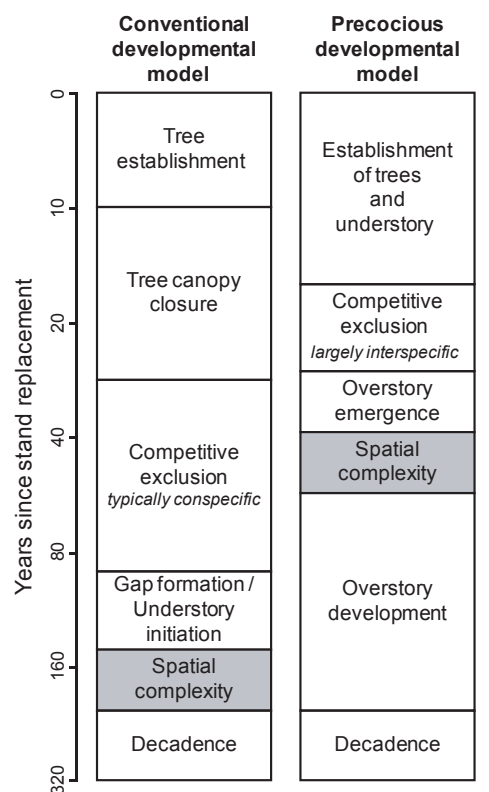 Conventional
developmental
model
Precocious
developmental
model
Years since stand replacement
0
10
20
40
80
160
320
Tree
establishment
Tree canopy
closure
Competitive
exclusion
typically conspecific
Gap formation /
Understory
initiation
Spatial
complexity
Decadence
Establishment
of trees
and
understory
Competitive
exclusion
largely interspecific
Overstory
emergence
Spatial
complexity
Overstory
development
Decadence